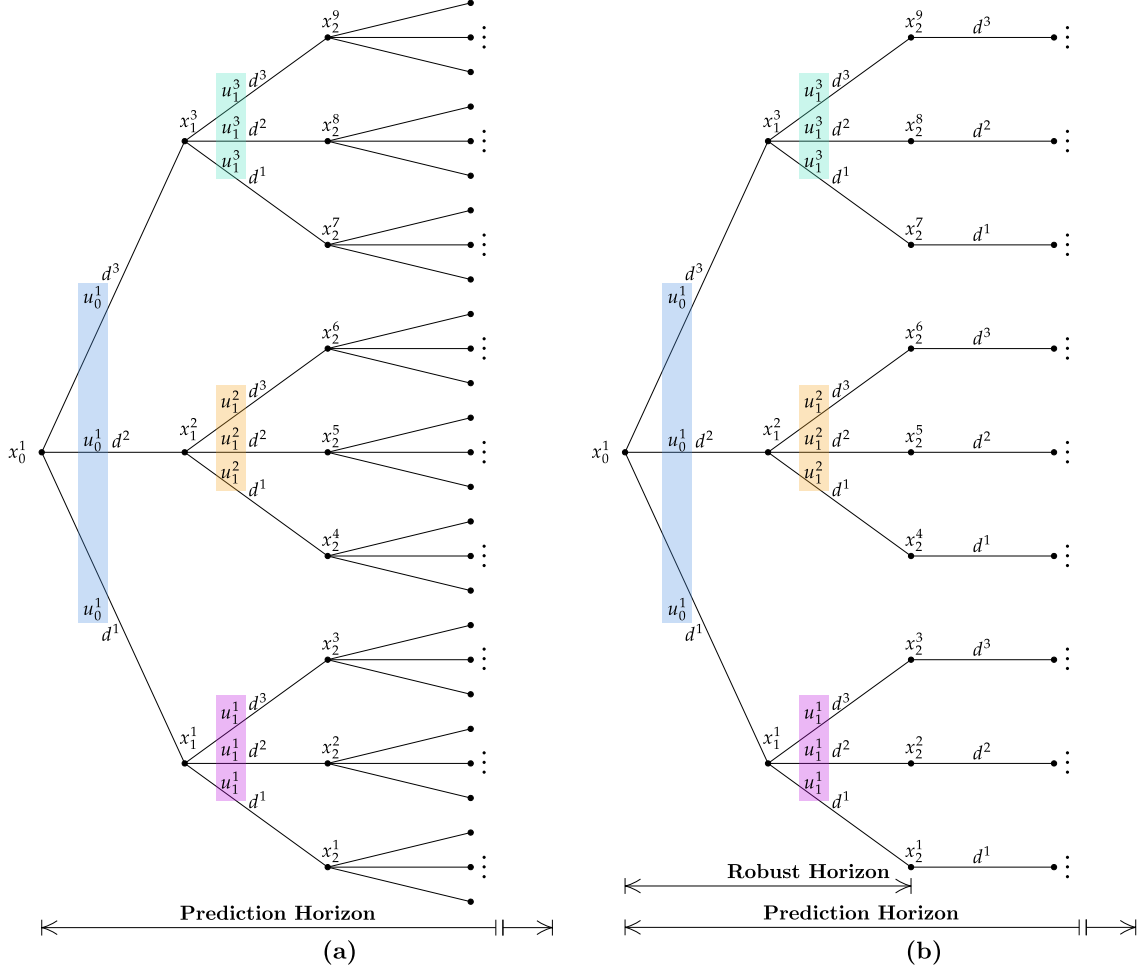 x_2^9
d^3
u_1^3
x_1^3
u_1^3
d^2
x_2^8
u_1^3
d^1
x_2^7
d^3
u_0^1
x_2^6
d^3
u_1^2
x_1^2
u_0^1
d^2
u_1^2
d^2
x_2^5
x_0^1
u_1^2
d^1
x_2^4
u_0^1
d^1
x_2^3
d^3
u_1^1
x_1^1
u_1^1
d^2
x_2^2
u_1^1
d^1
x_2^1
Prediction Horizon
(a)
x_2^9
d^3
d^3
u_1^3
x_1^3
u_1^3
d^2
x_2^8
d^2
u_1^3
d^1
x_2^7
d^1
d^3
u_0^1
x_2^6
d^3
d^3
u_1^2
x_1^2
u_0^1
d^2
u_1^2
d^2
x_2^5
d^2
x_0^1
u_1^2
d^1
x_2^4
d^1
u_0^1
d^1
x_2^3
d^3
d^3
u_1^1
x_1^1
u_1^1
d^2
x_2^2
d^2
u_1^1
d^1
x_2^1
d^1
Robust Horizon
Prediction Horizon
(b)